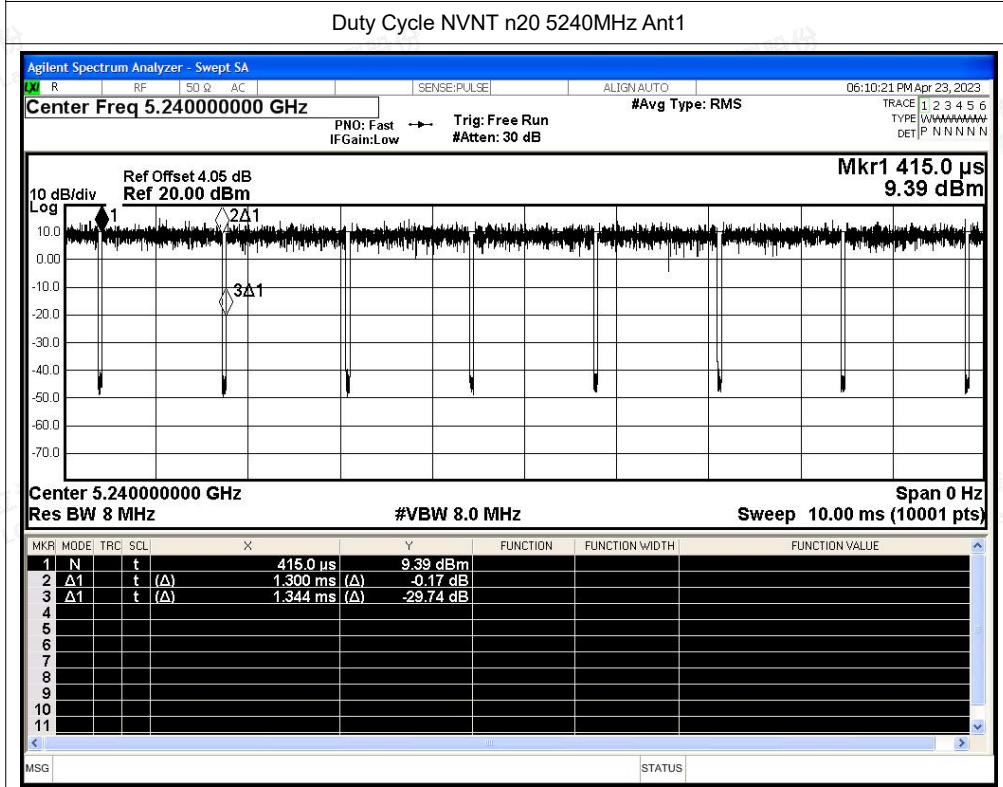 Duty Cycle NVNT n20 5240MHz Ant1
Agilent Spectrum Analyzer - Swept SA
LXI R RF 50 Ω AC SENSE:PULSE ALIGN AUTO 06:10:21 PM Apr 23, 2023
Center Freq 5.240000000 GHz #Avg Type: RMS TRACE 1 2 3 4 5 6
PNO: Fast Trig: Free Run TYPE WWWWWW
IFGain:Low #Atten: 30 dB DET P N N N N N
Mkr1 415.0 µs
Ref Offset 4.05 dB
10 dB/div Ref 20.00 dBm 9.39 dBm
Log
1 2Δ1
10.0
0.00
-10.0
3Δ1
-20.0
-30.0
-40.0
-50.0
-60.0
-70.0
Center 5.240000000 GHz Span 0 Hz
Res BW 8 MHz #VBW 8.0 MHz Sweep 10.00 ms (10001 pts)
MKR MODE TRC SCL X Y FUNCTION FUNCTION WIDTH FUNCTION VALUE
1 N t 415.0 µs 9.39 dBm
2 Δ1 t (Δ) 1.300 ms (Δ) -0.17 dB
3 Δ1 t (Δ) 1.344 ms (Δ) -29.74 dB
4
5
6
7
8
9
10
11
MSG STATUS